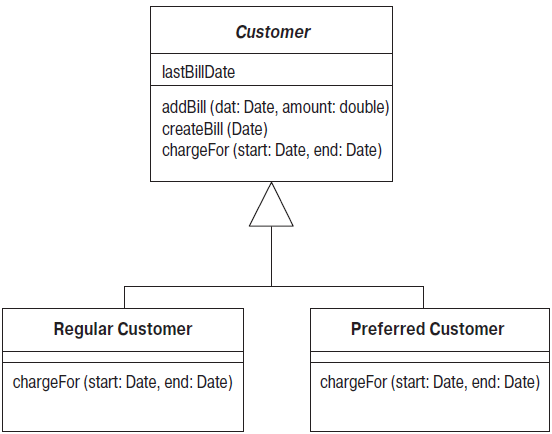 Customer
lastBillDate
addBill (dat: Date, amount: double)
createBill (Date)
chargeFor (start: Date, end: Date)
Regular Customer
chargeFor (start: Date, end: Date)
Preferred Customer
chargeFor (start: Date, end: Date)